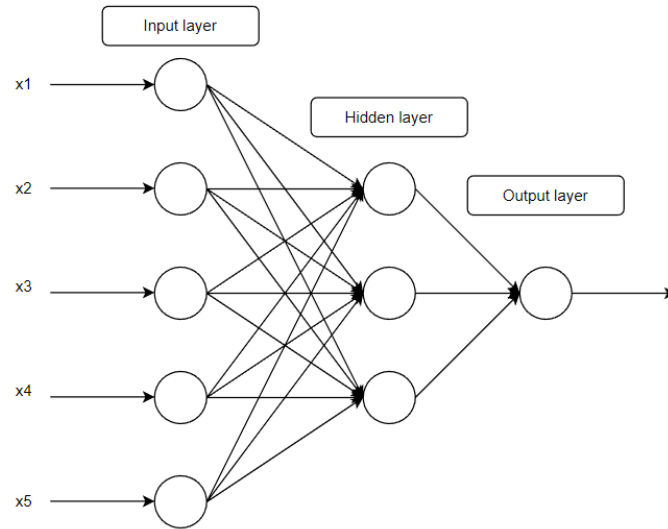 Input layer
x1
Hidden layer
x2
Output layer
x3
x4
x5